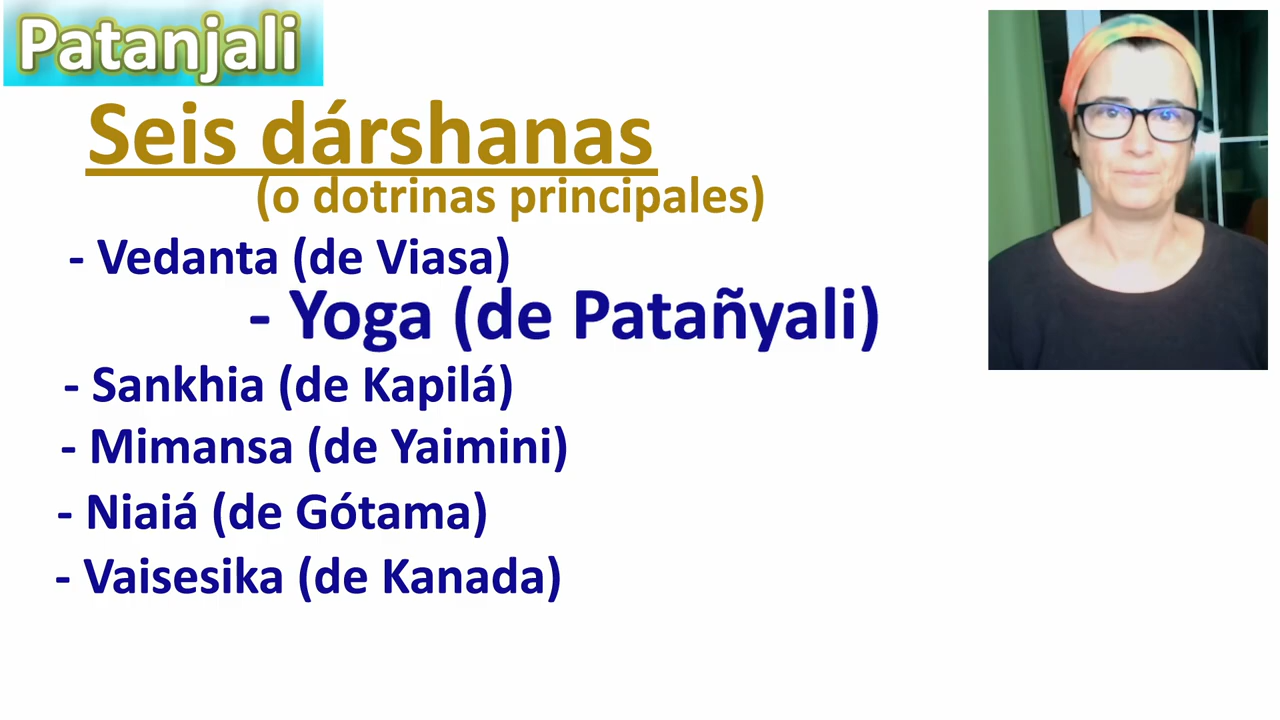 Patanjali
Seis dárshanas
(o dotrinas principales)
- Vedanta (de Viasa)
- Yoga (de Patañyali)
- Sankhia (de Kapilá)
- Mimansa (de Yaimini)
- Niaiá (de Gótama)
- Vaisesika (de Kanada)